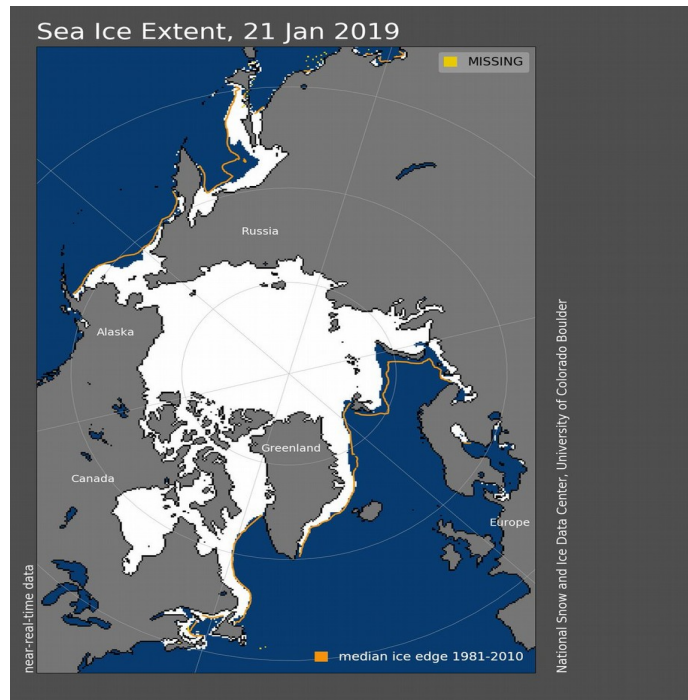 Sea Ice Extent, 21 Jan 2019
MISSING
Russia
Alaska
Greenland
Canada
Europe
near-real-time data
median ice edge 1981-2010
National Snow and Ice Data Center, University of Colorado Boulder